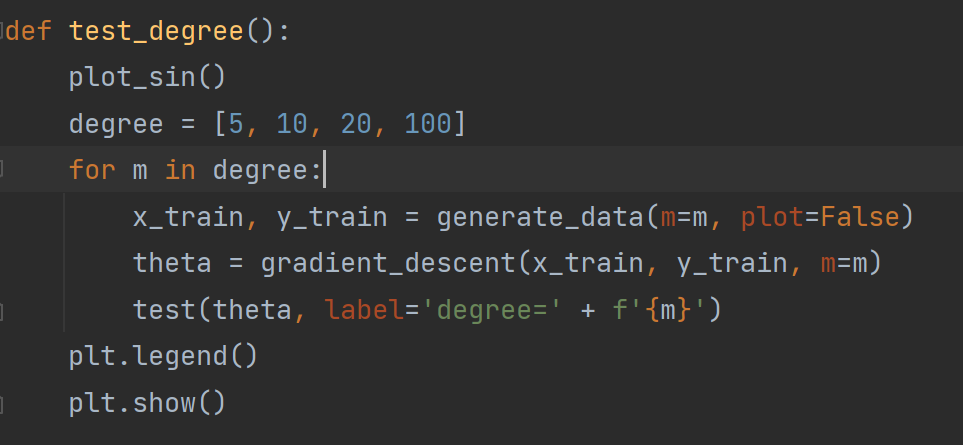 def test_degree():
    plot_sin()
    degree = [5, 10, 20, 100]
    for m in degree:
        x_train, y_train = generate_data(m=m, plot=False)
        theta = gradient_descent(x_train, y_train, m=m)
        test(theta, label='degree=' + f'{m}')
    plt.legend()
    plt.show()